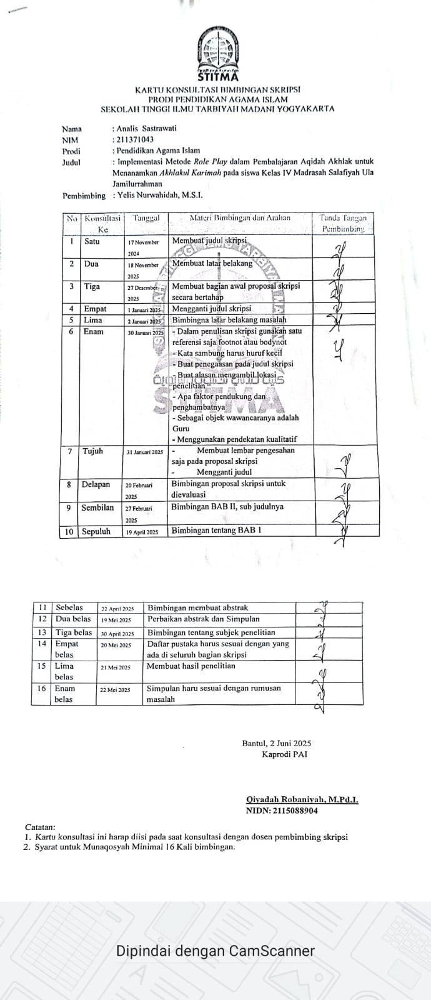 STITMA
KARTU KONSULTASI BIMBINGAN SKRIPSI
PRODI PENDIDIKAN AGAMA ISLAM
SEKOLAH TINGGI ILMU TARBIYAH MADANI YOGYAKARTA
Nama : Analis Sastrawati
NIM : 211371043
Prodi : Pendidikan Agama Islam
Judul : Implementasi Metode Role Play dalam Pembalajaran Aqidah Akhlak untuk
Menanamkan Akhlakul Karimah pada siswa Kelas IV Madrasah Salafiyah Ula
Jamilurrahman
Pembimbing : Yelis Nurwahidah, M.S.I.
No Konsultasi Tanggal Materi Bimbingan dan Arahan Tanda Tangan
Ke Pembimbing
1 Satu 17 November Membuat judul skripsi
2024
2 Dua 18 November Membuat latar belakang
2025
3 Tiga 27 Desember Membuat bagian awal proposal skripsi
2025 secara bertahap
4 Empat 1 Januari 2025 Mengganti judul skripsi
5 Lima 2 Januari 2025 Bimbingna latar belakang masalah
6 Enam 30 Januari 2025 - Dalam penulisan skripsi gunakah satu
referensi saja footnot atau bodynot
- Kata sambung harus huruf kecil
- Buat penegaasan pada judul skripsi
- Buat alasan mengambil lokasi
penelitian
- Apa faktor pendukung dan
penghambatnya
- Sebagai objek wawancaranya adalah
Guru
- Menggunakan pendekatan kualitatif
7 Tujuh 31 Januari 2025 - Membuat lembar pengesahan
saja pada proposal skripsi
- Mengganti judul
8 Delapan 20 Februari Bimbingan proposal skripsi untuk
2025 dievaluasi
9 Sembilan 27 Februari Bimbingan BAB II, sub judulnya
2025
10 Sepuluh 19 April 2025 Bimbingan tentang BAB 1
STITMA
11 Sebelas 22 April 2025 Bimbingan membuat abstrak
12 Dua belas 19 Mei 2025 Perbaikan abstrak dan Simpulan
13 Tiga belas 30 April 2025 Bimbingan tentang subjek penelitian
14 Empat 20 Mei 2025 Daftar pustaka harus sesuai dengan yang
belas ada di seluruh bagian skripsi
15 Lima 21 Mei 2025 Membuat hasil penelitian
belas
16 Enam 22 Mei 2025 Simpulan haru sesuai dengan rumusan
belas masalah
Bantul, 2 Juni 2025
Kaprodi PAI
Qiyadah Robaniyah, M.Pd.I.
NIDN: 2115088904
Catatan:
1. Kartu konsultasi ini harap diisi pada saat konsultasi dengan dosen pembimbing skripsi
2. Syarat untuk Munaqosyah Minimal 16 Kali bimbingan.
Dipindai dengan CamScanner